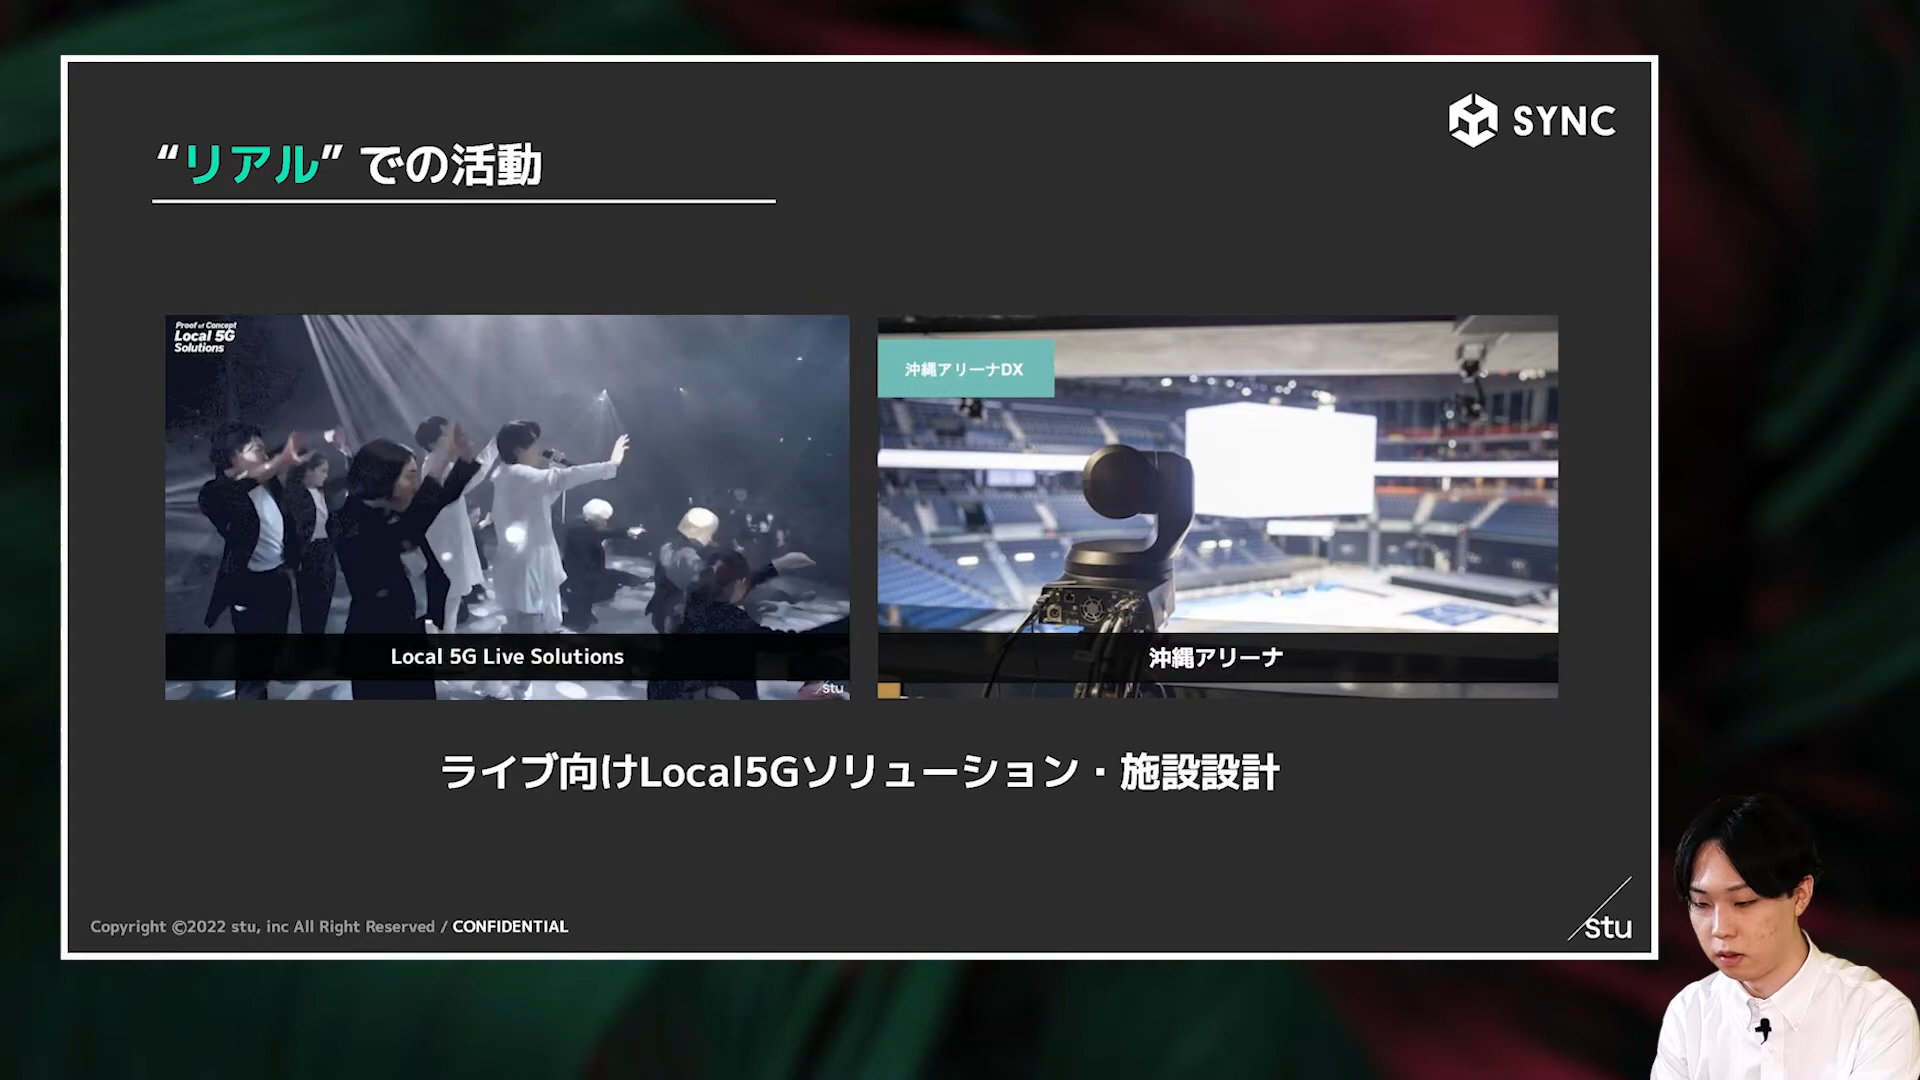 SYNC
“リアル” での活動
Proof of Concept
Local 5G
Solutions
Local 5G Live Solutions
stu
沖縄アリーナDX
沖縄アリーナ
ライブ向けLocal5Gソリューション・施設設計
Copyright ©2022 stu, inc All Right Reserved / CONFIDENTIAL
stu